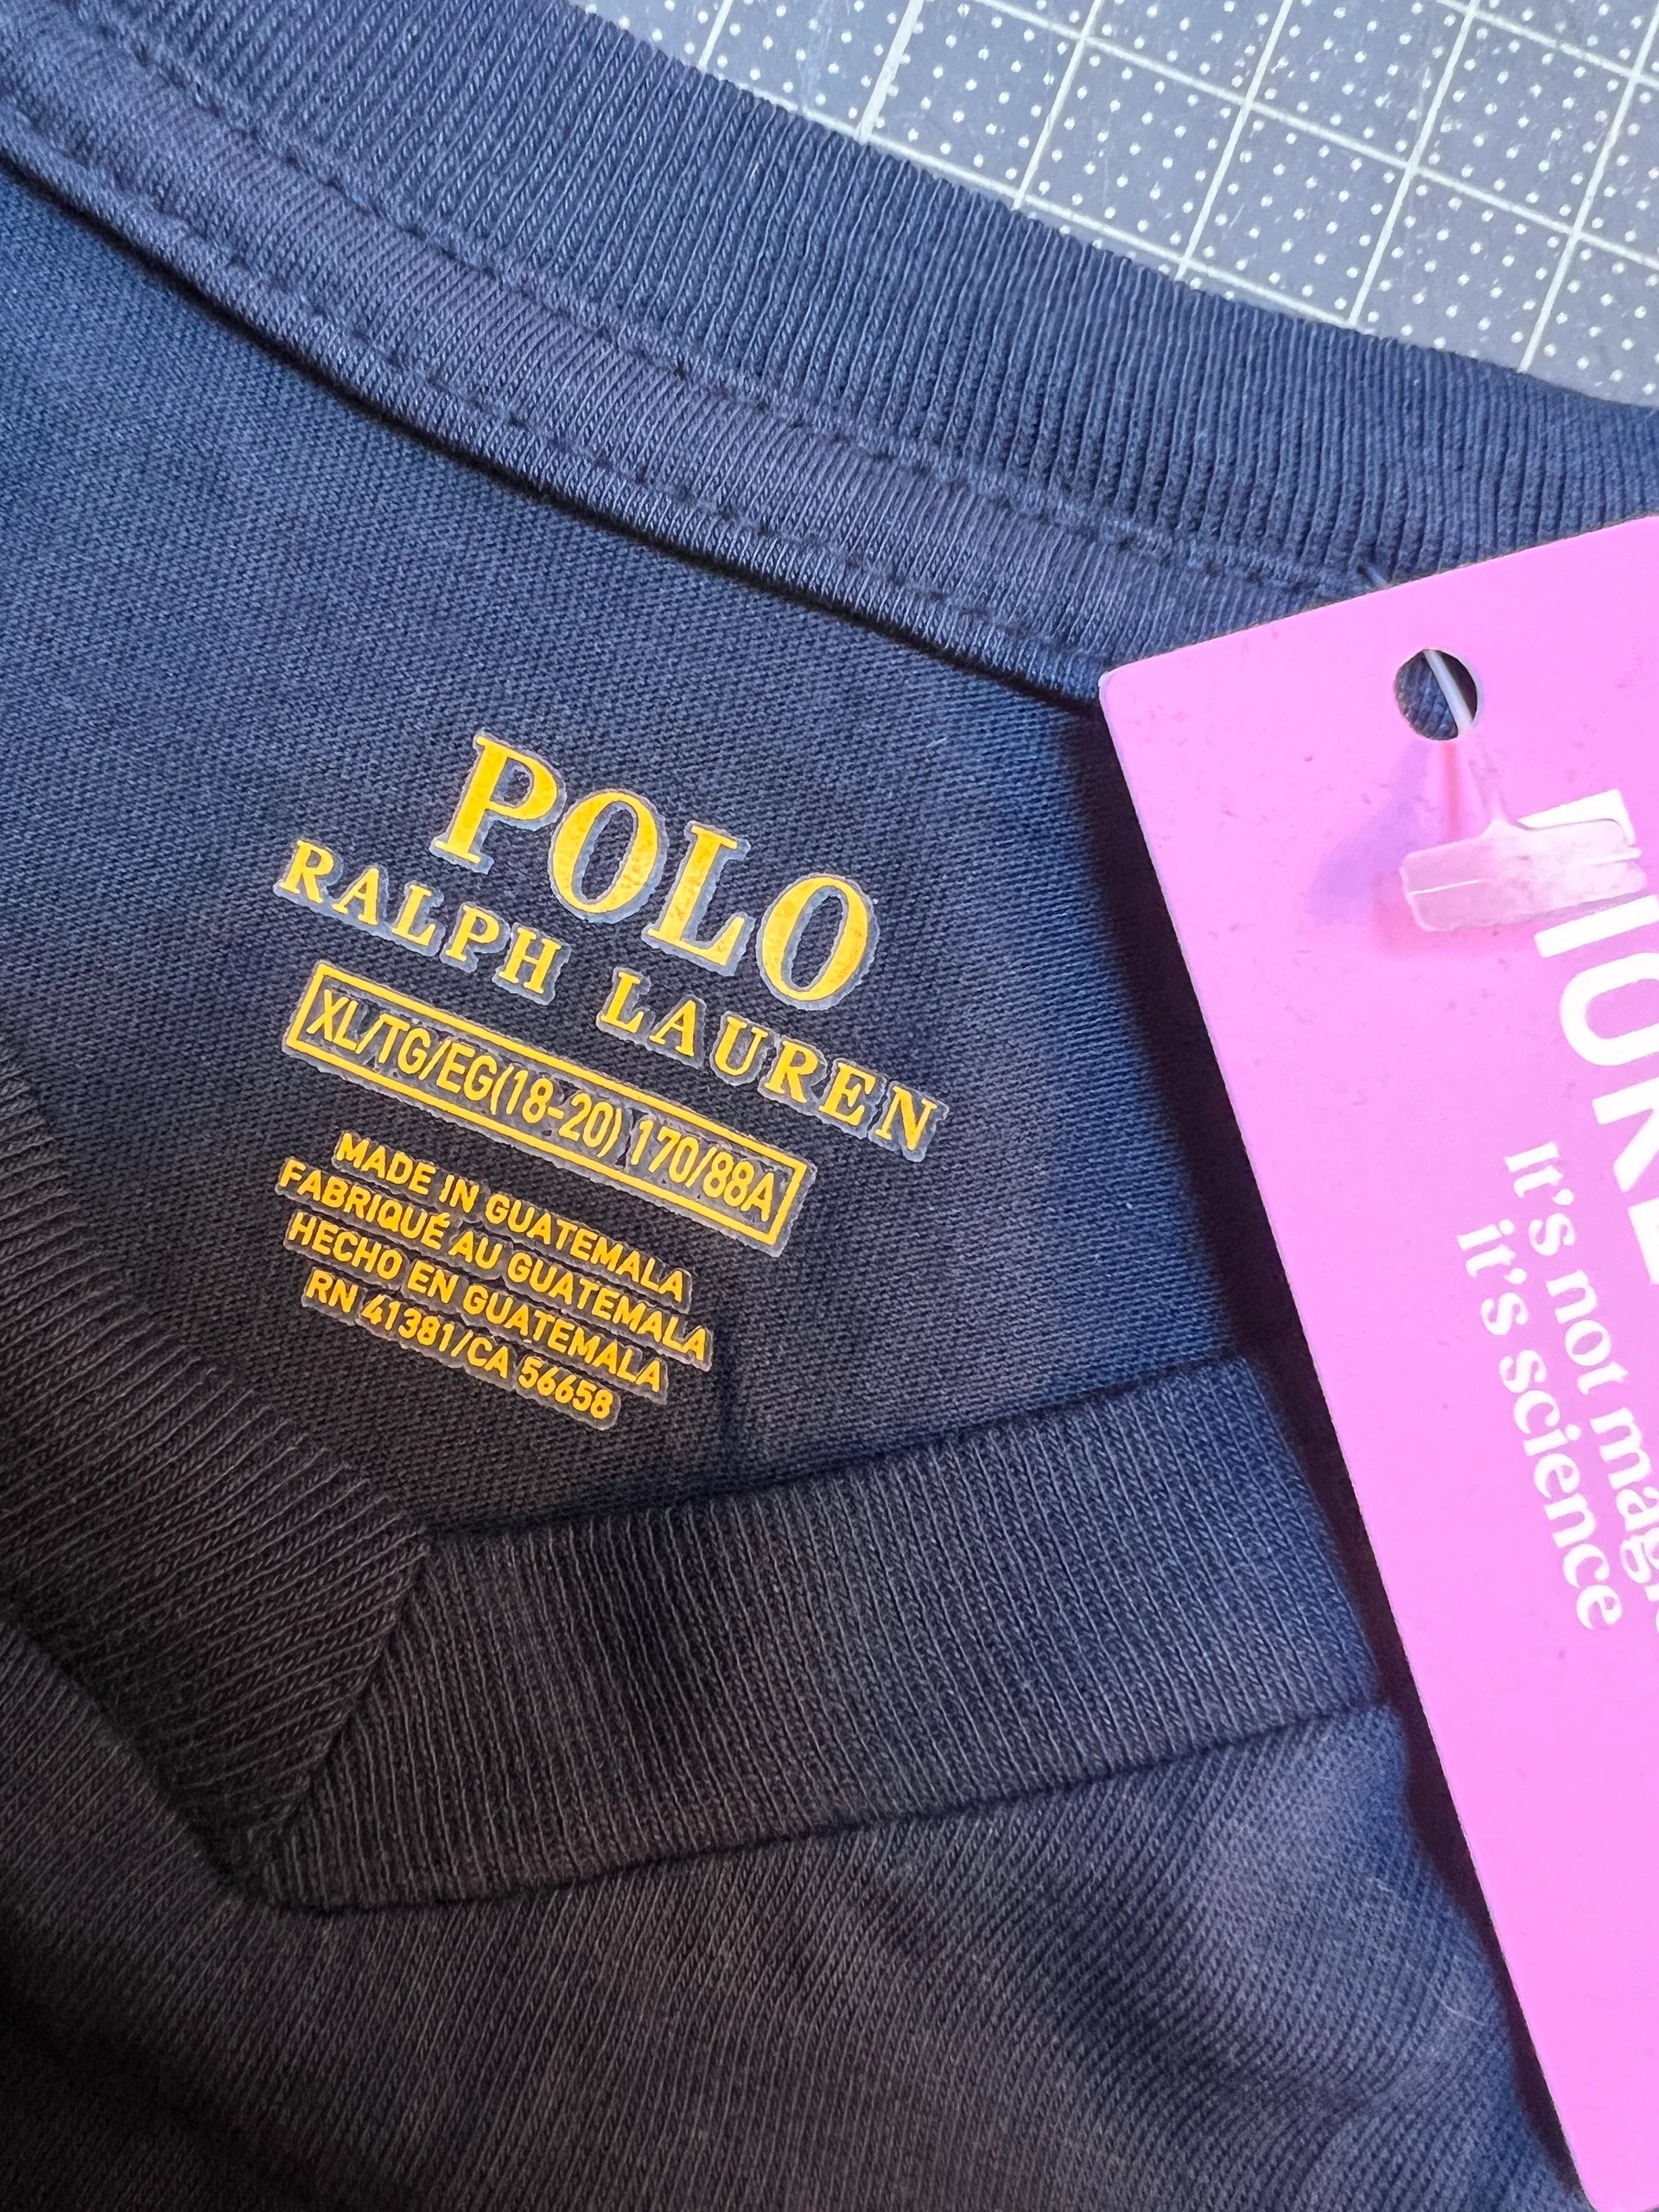 POLO
RALPH LAUREN
XL/TG/EG(18-20) 170/88A
MADE IN GUATEMALA
FABRIQUÉ AU GUATEMALA
HECHO EN GUATEMALA
RN 41381/CA 56658
It's not
it's science